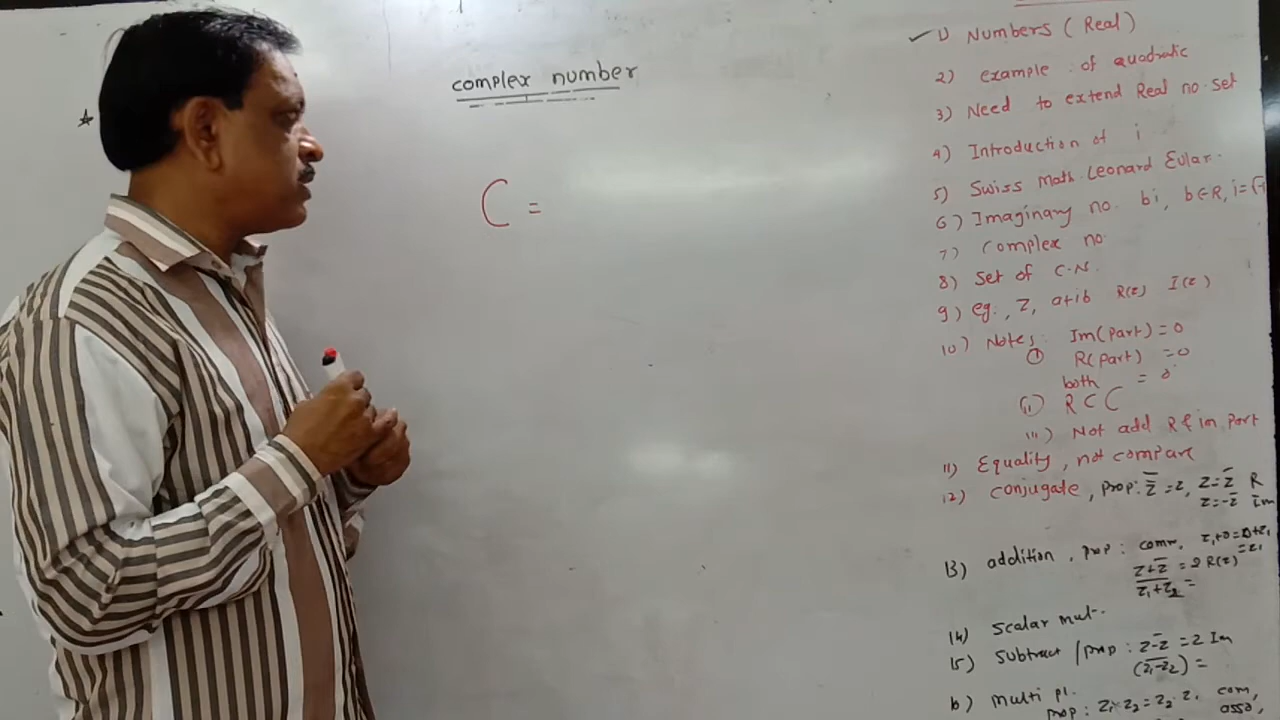 complex number
C =
1) Numbers (Real)
2) example of quadratic
3) Need to extend Real no. set
4) Introduction of i
5) Swiss Math. Leonard Eular.
6) Imaginary no. bi, b∈R, i=√-1
7) Complex no.
8) Set of C.N.
9) eg., Z, a+ib R(z) I(z)
10) Notes: Im(part) = 0
① R(part) = 0
both = 0
(ii) R ⊂ C
iii) Not add R & im part
11) Equality, not compare
12) conjugate, prop: z̿ = z, z = z̄ R
z = -z̄ Im
13) addition, prop: comm, z₁+0=0+z₁
=z₁
z+z̄ = 2 R(z)
z₁+z₂ =
14) Scalar mul-.
15) Subtract / prop: z-z̄ = 2 Im
(z₁-z₂) =
multi pl.
prop: z₁z₂ = z₂z₁ com,
asso,